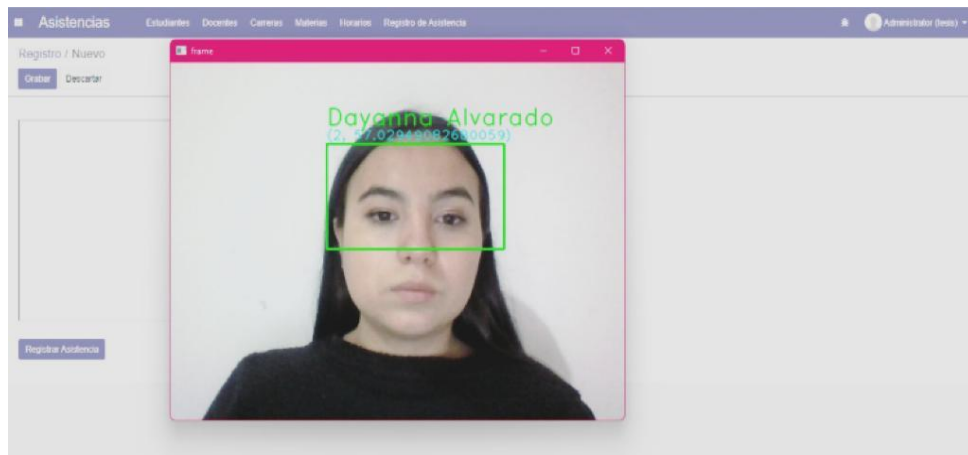 Asistencias Estudiantes Docentes Carreras Materias Horarios Registro de Asistencia Administrator (tesis)
Registro / Nuevo
frame
Grabar Descartar
Dayanna Alvarado
(2, 57.02949082680059)
Registrar Asistencia